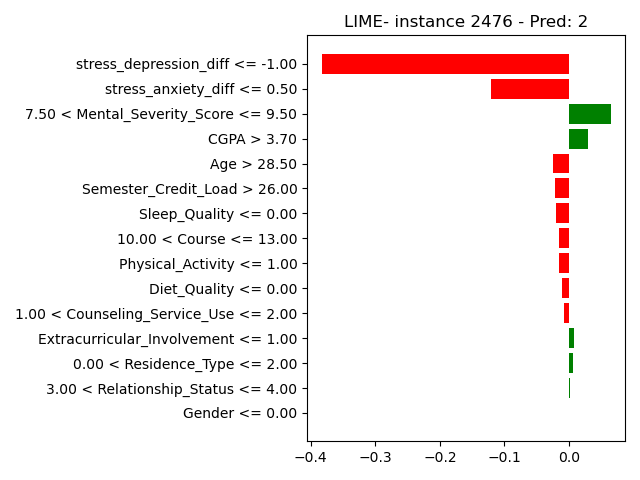 LIME- instance 2476 - Pred: 2
stress_depression_diff <= -1.00
stress_anxiety_diff <= 0.50
7.50 < Mental_Severity_Score <= 9.50
CGPA > 3.70
Age > 28.50
Semester_Credit_Load > 26.00
Sleep_Quality <= 0.00
10.00 < Course <= 13.00
Physical_Activity <= 1.00
Diet_Quality <= 0.00
1.00 < Counseling_Service_Use <= 2.00
Extracurricular_Involvement <= 1.00
0.00 < Residence_Type <= 2.00
3.00 < Relationship_Status <= 4.00
Gender <= 0.00
−0.4 −0.3 −0.2 −0.1 0.0